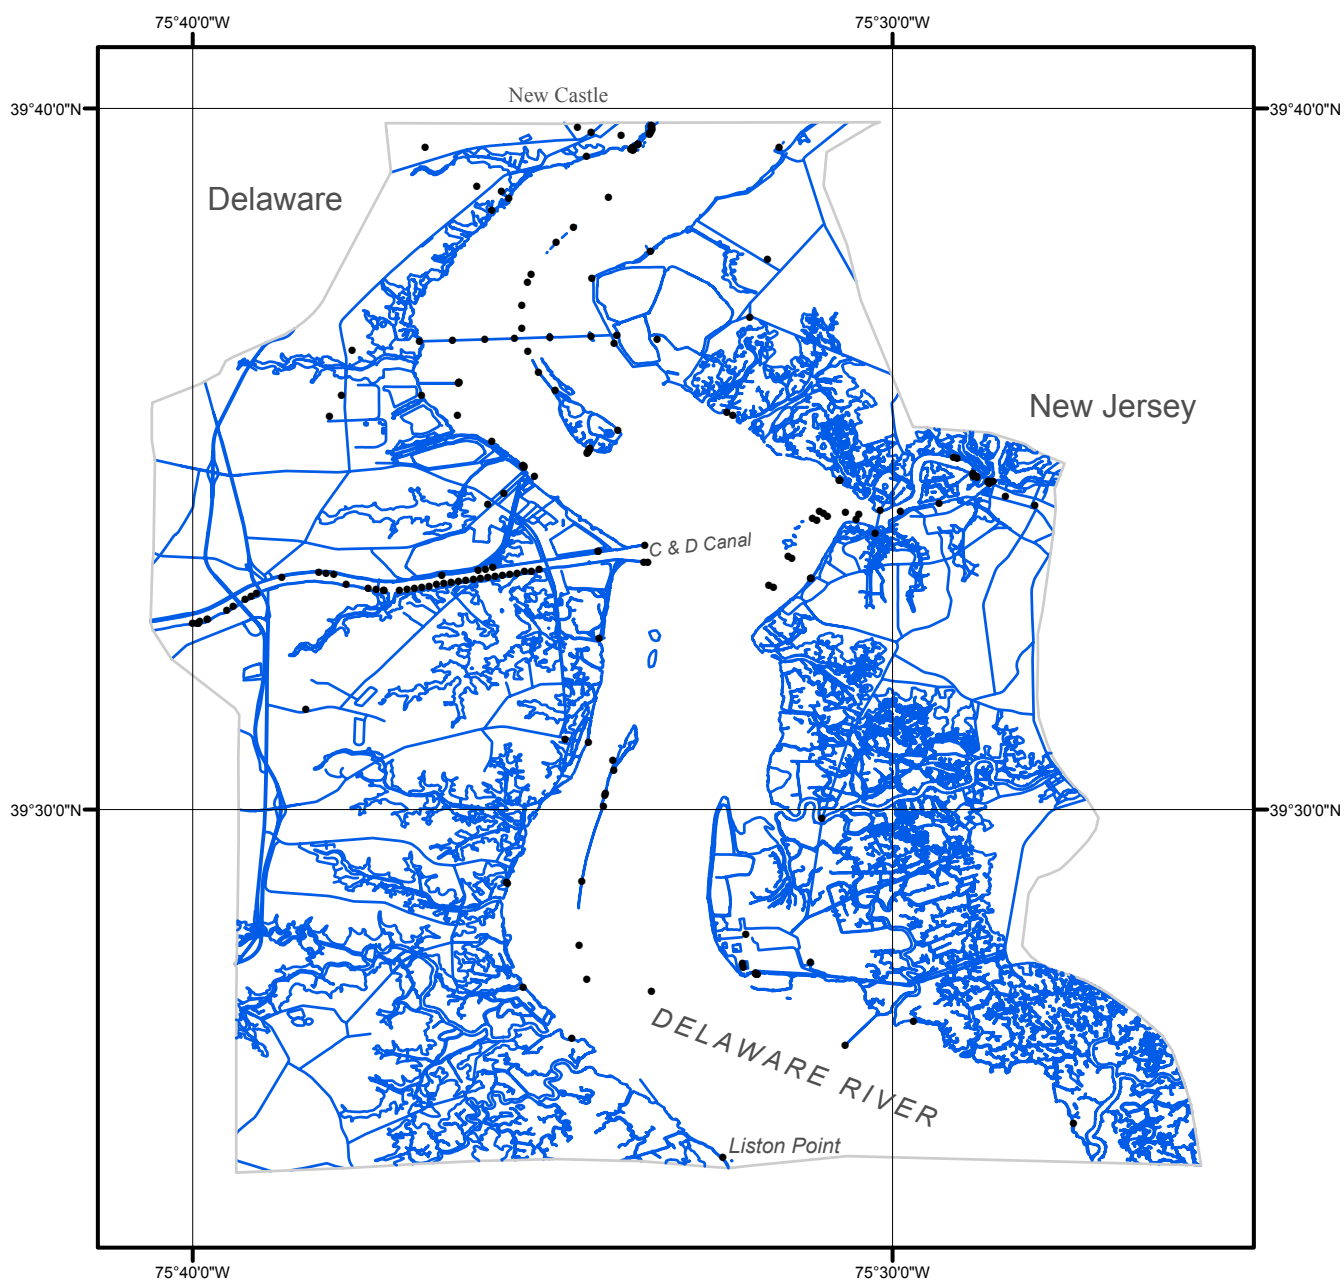 75°40'0"W
75°30'0"W
39°40'0"N
New Castle
39°40'0"N
Delaware
New Jersey
C & D Canal
39°30'0"N
39°30'0"N
DELAWARE RIVER
Liston Point
75°40'0"W
75°30'0"W